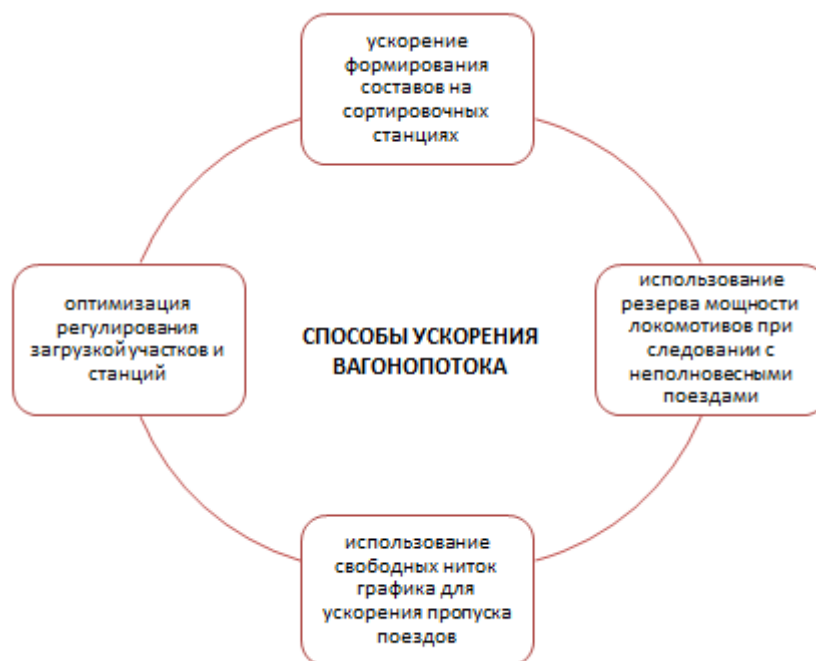 ускорение
формирования
составов на
сортировочных
станциях
оптимизация
регулирования
загрузкой участков и
станций
СПОСОБЫ УСКОРЕНИЯ
ВАГОНОПОТОКА
использование
резерва мощности
локомотивов при
следовании с
неполновесными
поездами
использование
свободных ниток
графика для
ускорения пропуска
поездов